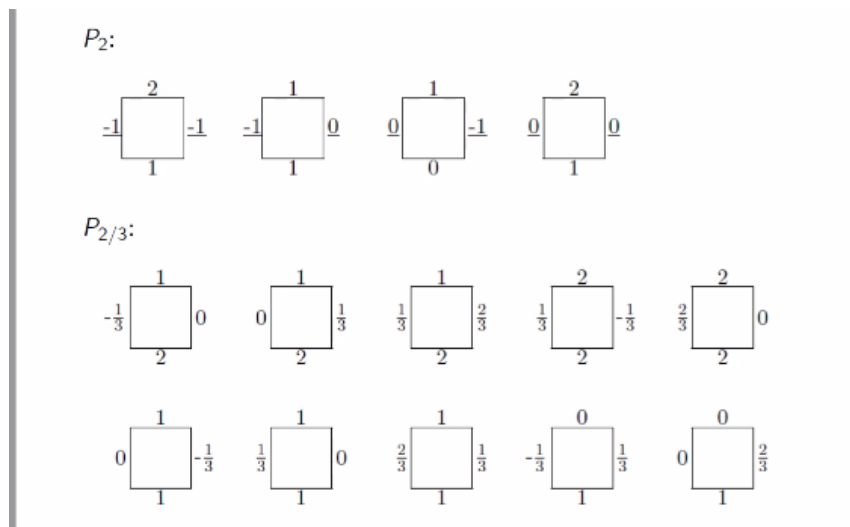 P₂:
2 1 1 2
-1 -1 -1 0 0 -1 0 0
1 1 0 1
P₂/₃:
1 1 1 2 2
-1/3 0 0 1/3 1/3 2/3 1/3 -1/3 2/3 0
2 2 2 2 2
1 1 1 0 0
0 -1/3 1/3 0 2/3 1/3 -1/3 1/3 0 2/3
1 1 1 1 1